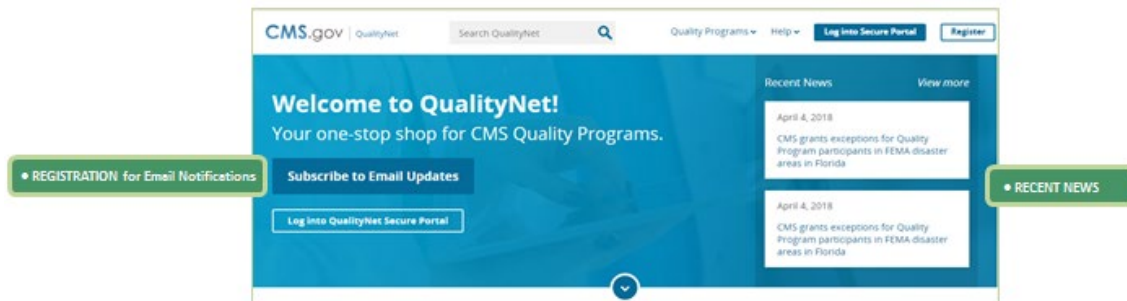 CMS.gov QualityNet
Search QualityNet
Quality Programs
Help
Log into Secure Portal
Register
Welcome to QualityNet!
Your one-stop shop for CMS Quality Programs.
• REGISTRATION for Email Notifications
Subscribe to Email Updates
Log into QualityNet Secure Portal
Recent News
View more
April 4, 2018
CMS grants exceptions for Quality
Program participants in FEMA disaster
areas in Florida
April 4, 2018
CMS grants exceptions for Quality
Program participants in FEMA disaster
areas in Florida
• RECENT NEWS